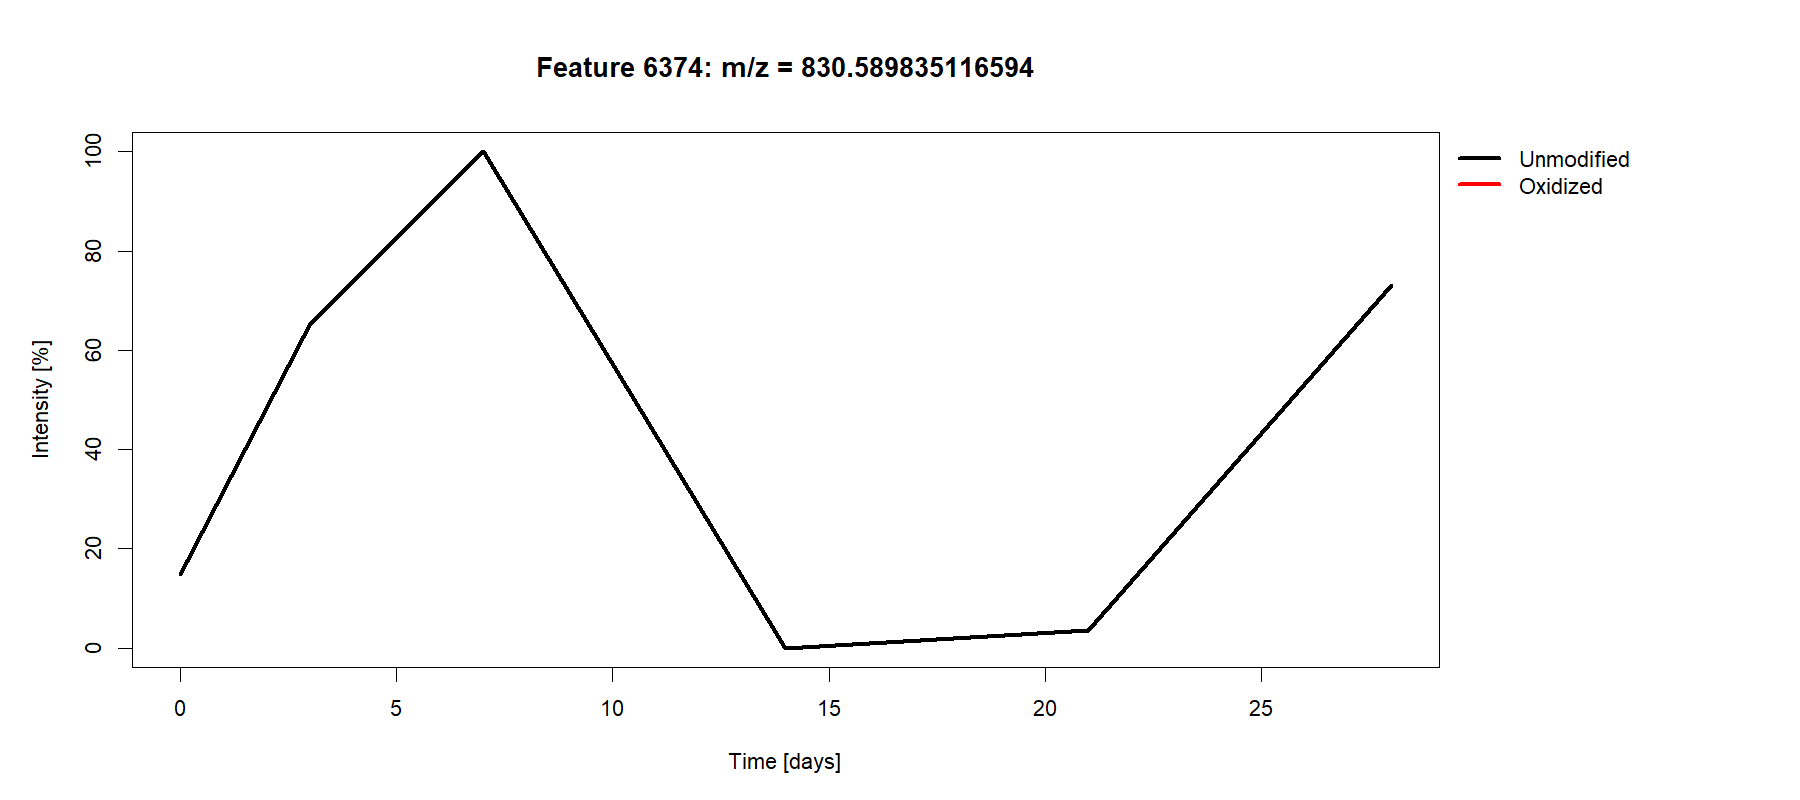 Feature 6374: m/z = 830.589835116594
Unmodified
Oxidized
Intensity [%]
100
80
60
40
20
0
0 5 10 15 20 25
Time [days]